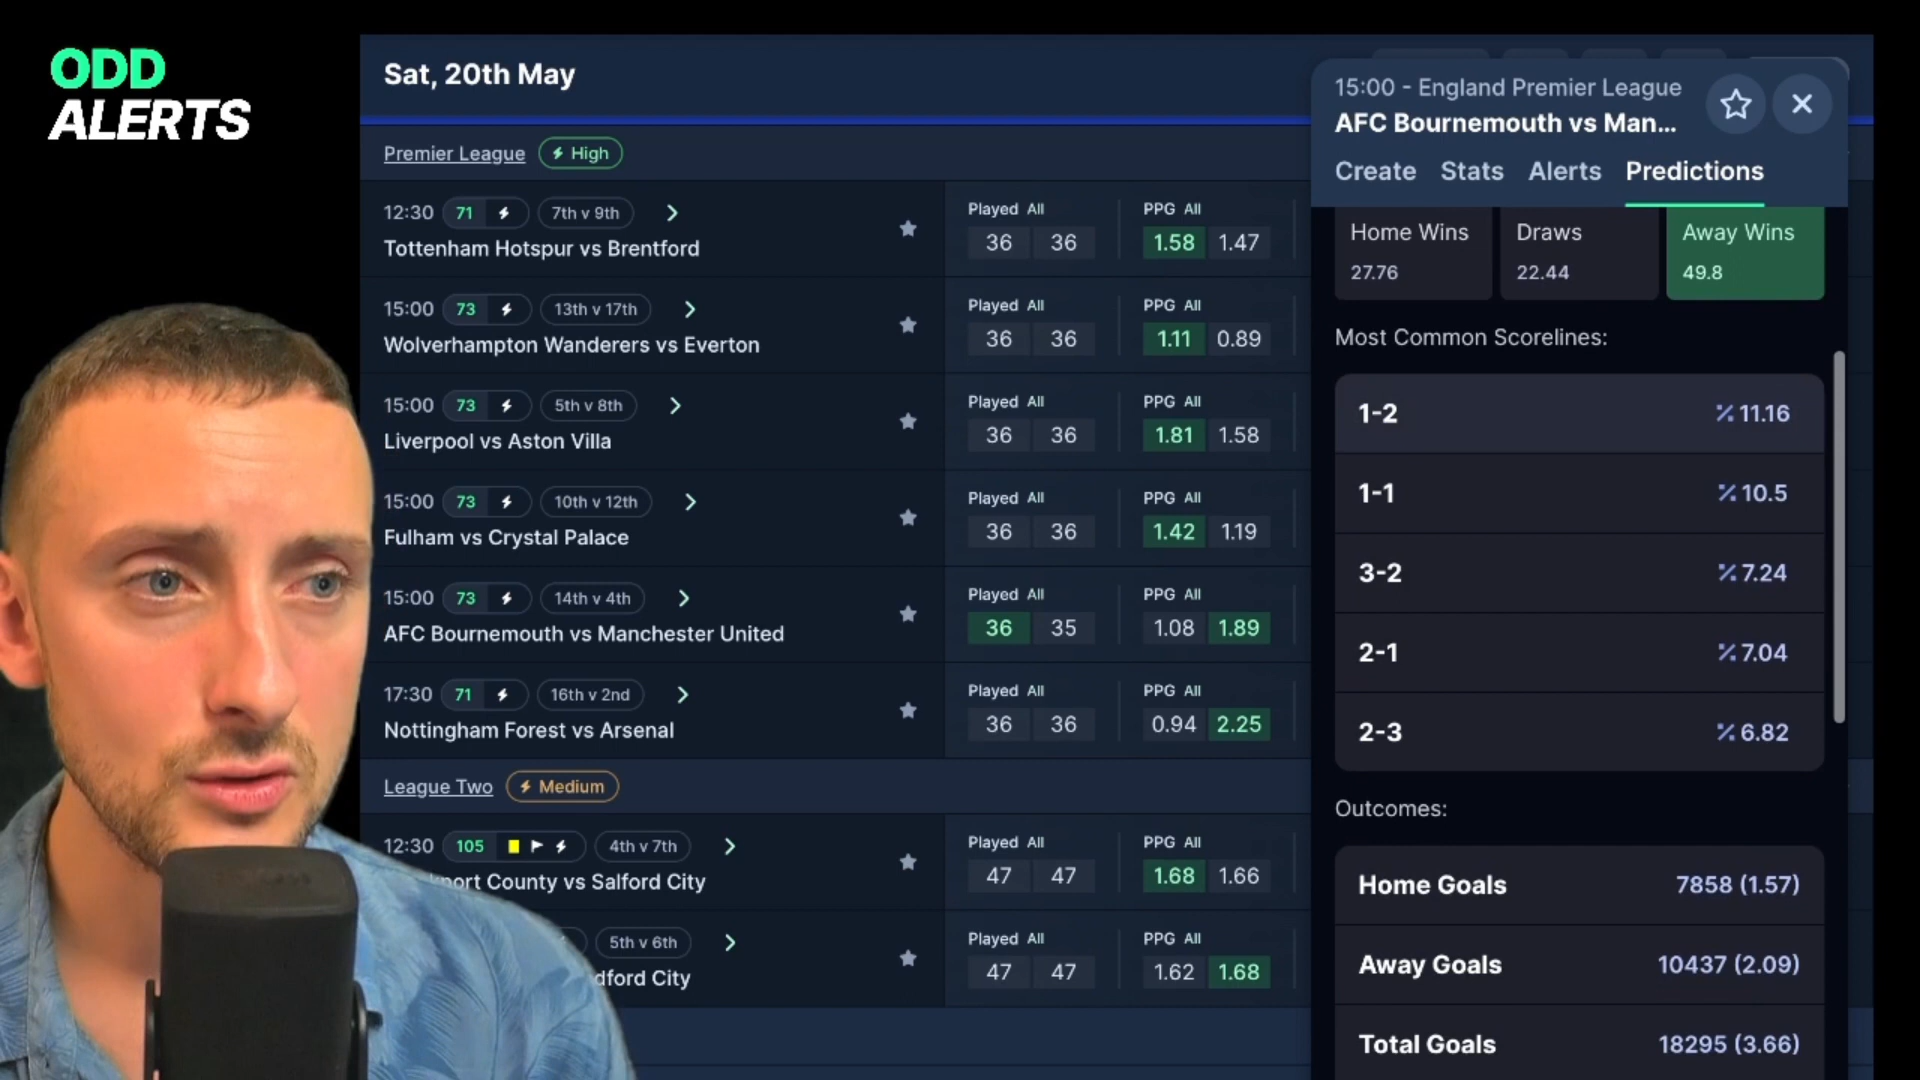 ODD
ALERTS
Sat, 20th May
Premier League High
12:30 71 7th v 9th
Tottenham Hotspur vs Brentford
Played All PPG All
36 36 1.58 1.47
15:00 73 13th v 17th
Wolverhampton Wanderers vs Everton
Played All PPG All
36 36 1.11 0.89
15:00 73 5th v 8th
Liverpool vs Aston Villa
Played All PPG All
36 36 1.81 1.58
15:00 73 10th v 12th
Fulham vs Crystal Palace
Played All PPG All
36 36 1.42 1.19
15:00 73 14th v 4th
AFC Bournemouth vs Manchester United
Played All PPG All
36 35 1.08 1.89
17:30 71 16th v 2nd
Nottingham Forest vs Arsenal
Played All PPG All
36 36 0.94 2.25
League Two Medium
12:30 105 4th v 7th
port County vs Salford City
Played All PPG All
47 47 1.68 1.66
5th v 6th
dford City
Played All PPG All
47 47 1.62 1.68
15:00 - England Premier League
AFC Bournemouth vs Man...
Create Stats Alerts Predictions
Home Wins Draws Away Wins
27.76 22.44 49.8
Most Common Scorelines:
1-2 11.16
1-1 10.5
3-2 7.24
2-1 7.04
2-3 6.82
Outcomes:
Home Goals 7858 (1.57)
Away Goals 10437 (2.09)
Total Goals 18295 (3.66)